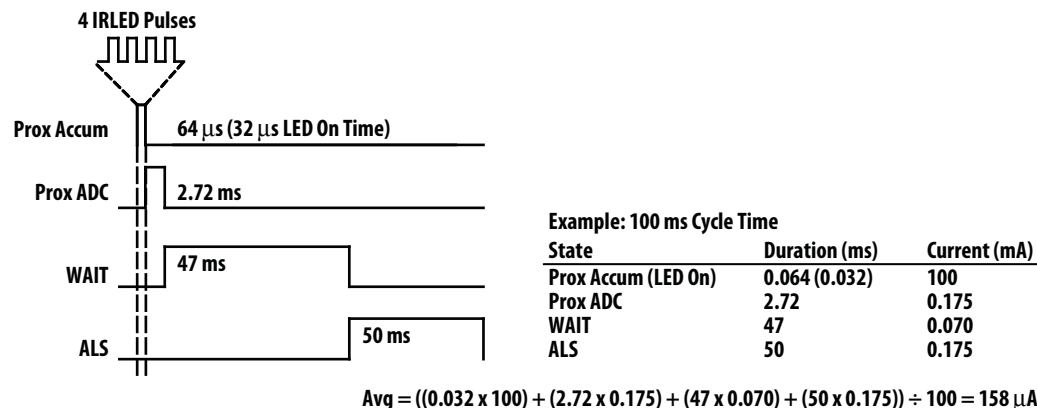 4 IRLED Pulses
Prox Accum
64 μs (32 μs LED On Time)
Prox ADC
2.72 ms
WAIT
47 ms
ALS
50 ms
Example: 100 ms Cycle Time
State Duration (ms) Current (mA)
Prox Accum (LED On) 0.064 (0.032) 100
Prox ADC 2.72 0.175
WAIT 47 0.070
ALS 50 0.175
Avg = ((0.032 x 100) + (2.72 x 0.175) + (47 x 0.070) + (50 x 0.175)) ÷ 100 = 158 μA